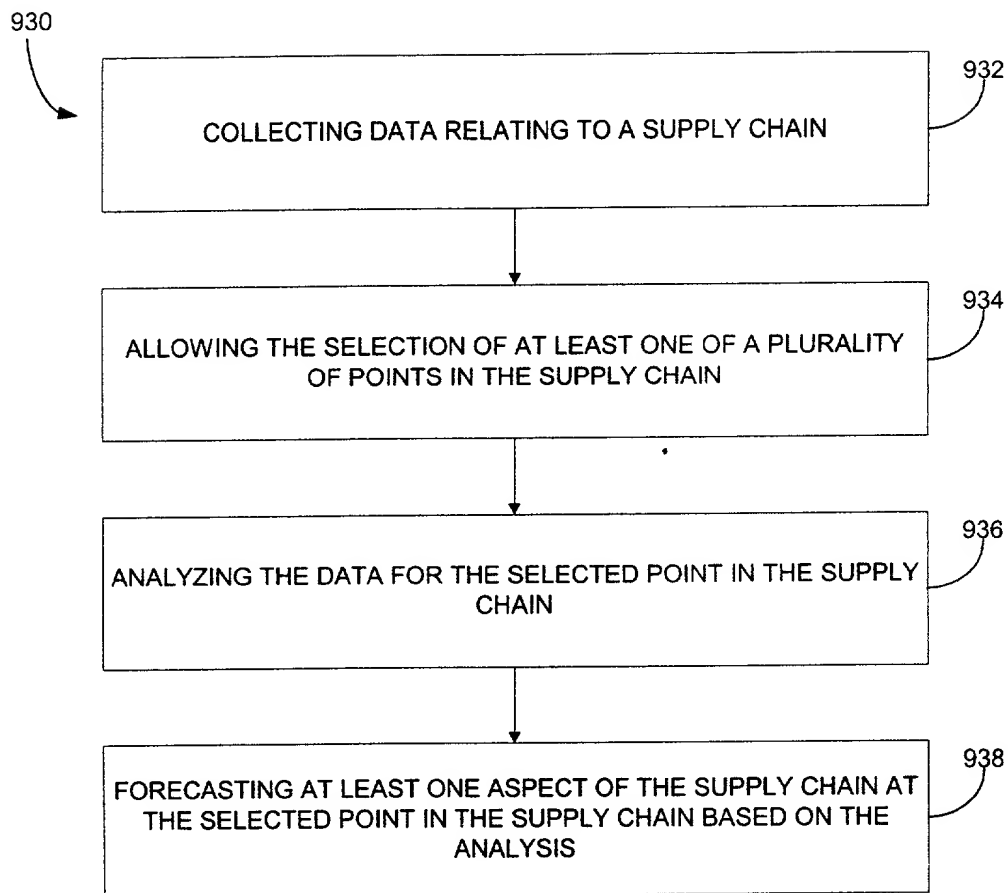 930
932
COLLECTING DATA RELATING TO A SUPPLY CHAIN
934
ALLOWING THE SELECTION OF AT LEAST ONE OF A PLURALITY
OF POINTS IN THE SUPPLY CHAIN
936
ANALYZING THE DATA FOR THE SELECTED POINT IN THE SUPPLY
CHAIN
938
FORECASTING AT LEAST ONE ASPECT OF THE SUPPLY CHAIN AT
THE SELECTED POINT IN THE SUPPLY CHAIN BASED ON THE
ANALYSIS